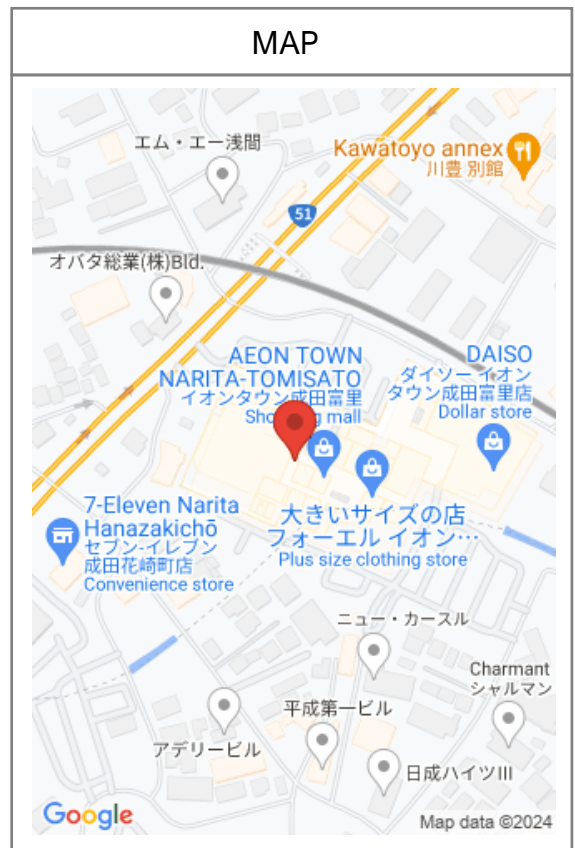 MAP
エム・エー浅間
Kawatoyo annex
川豊 別館
51
オバタ総業(株)Bld.
AEON TOWN
NARITA-TOMISATO
イオンタウン成田富里
mall
DAISO
ダイソー イオン
タウン成田富里店
Dollar store
7-Eleven Narita
Hanazakichō
セブン-イレブン
成田花崎町店
Convenience store
大きいサイズの店
フォーエル イオン…
Plus size clothing store
ニュー・カースル
Charmant
シャルマン
平成第一ビル
アデリービル
日成ハイツIII
Google
Map data ©2024